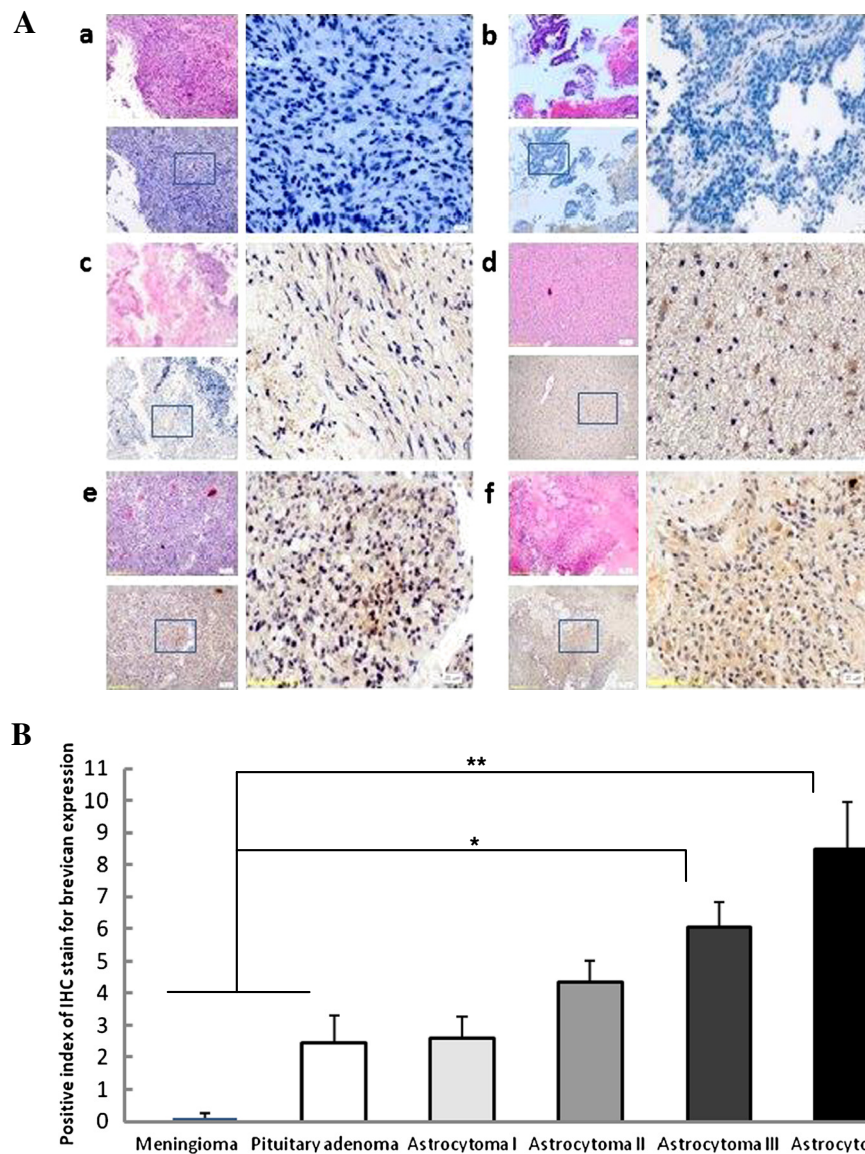 A
a
b
c
d
e
f
B
Positive index of IHC stain for brevican expression
11
10
9
8
7
6
5
4
3
2
1
0
**
*
Meningioma Pituitary adenoma Astrocytoma I Astrocytoma II Astrocytoma III Astrocyto